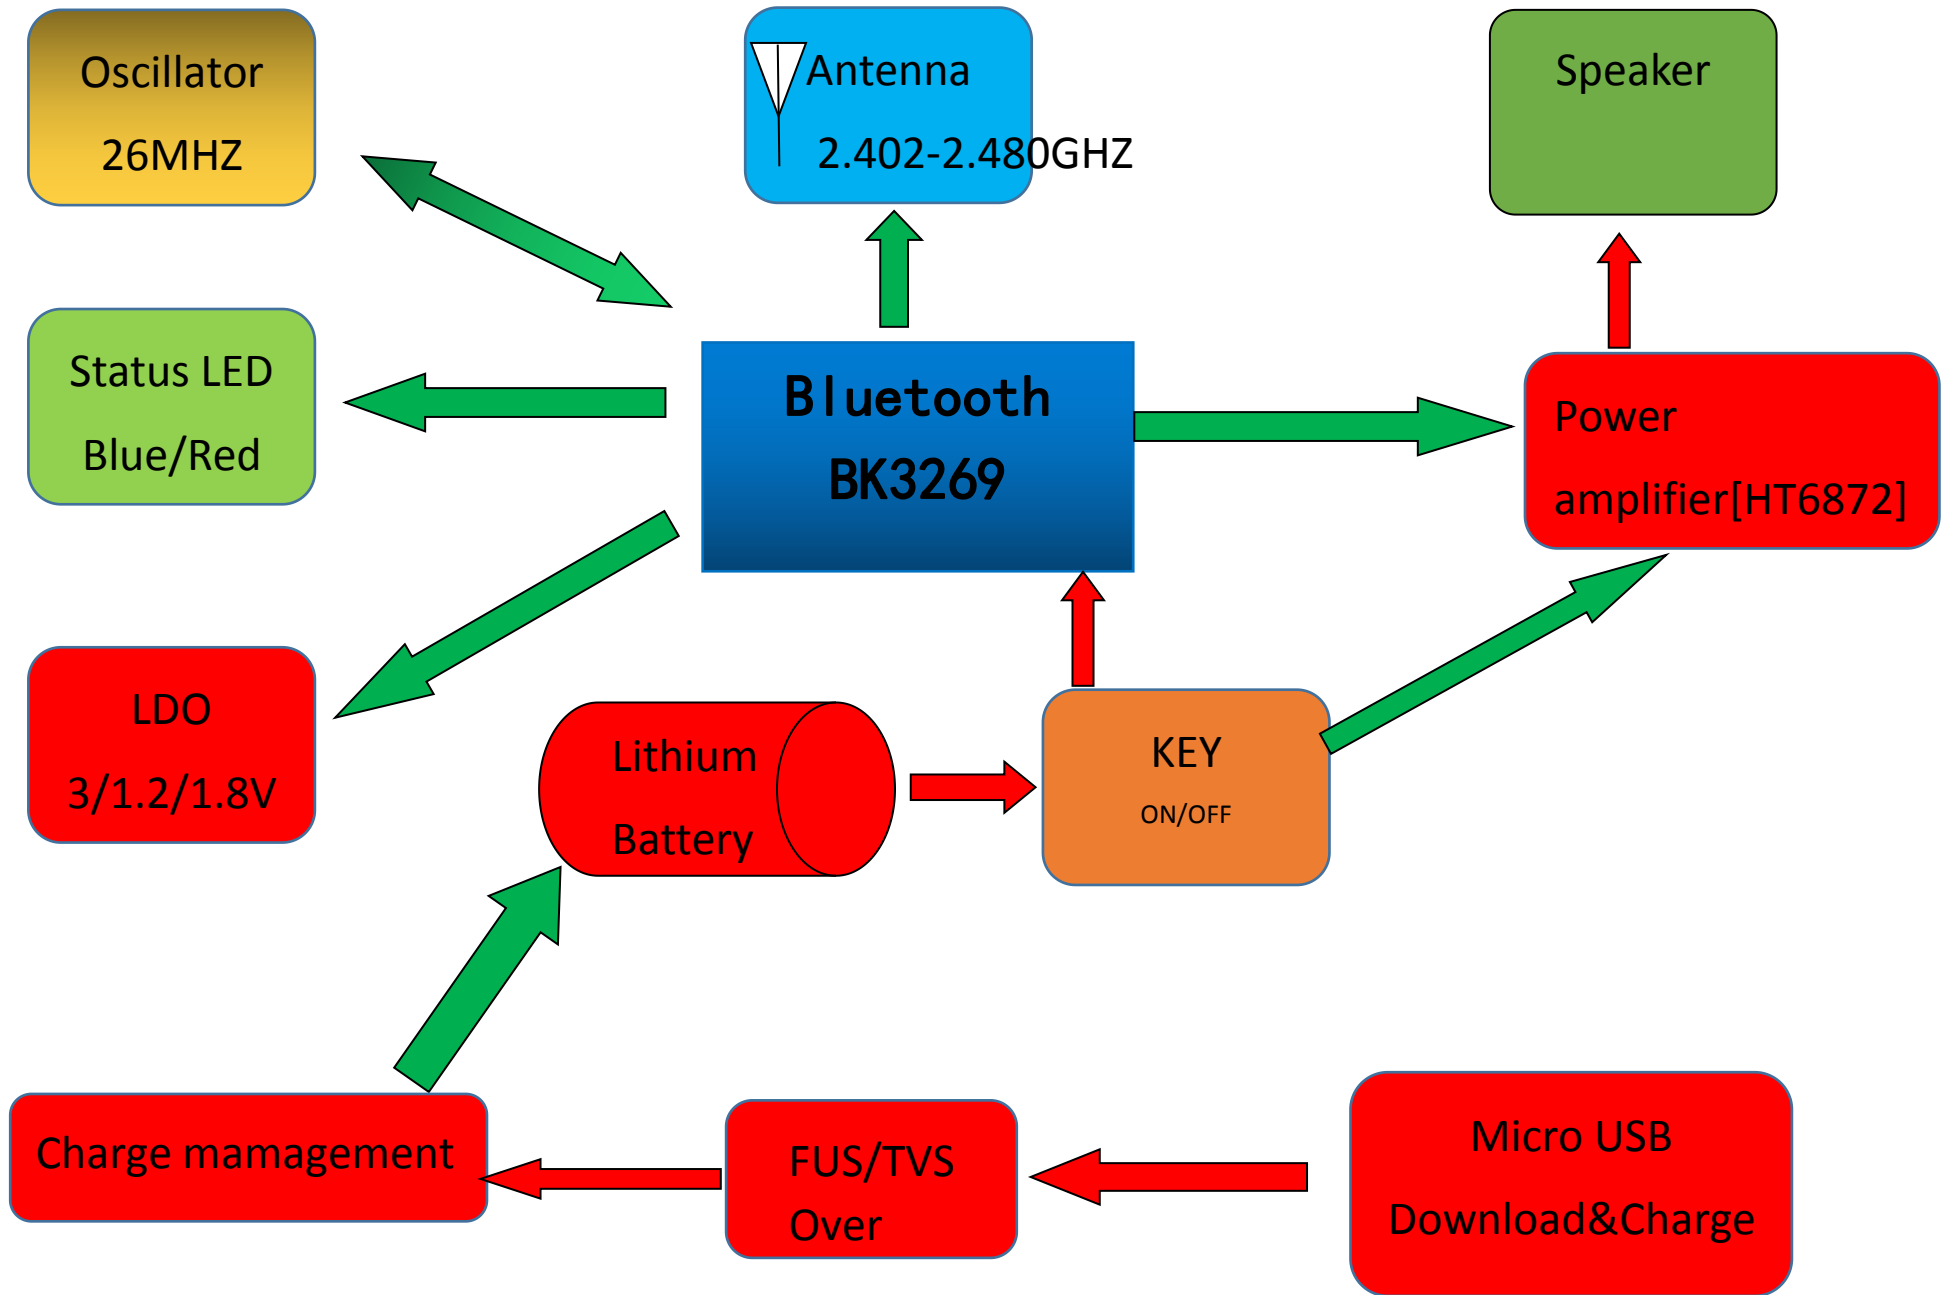 Oscillator
26MHZ
Antenna
2.402-2.480GHZ
Speaker
Status LED
Blue/Red
Bluetooth
BK3269
Power
amplifier[HT6872]
LDO
3/1.2/1.8V
Lithium
Battery
KEY
ON/OFF
Charge mamagement
FUS/TVS
Over
Micro USB
Download&Charge